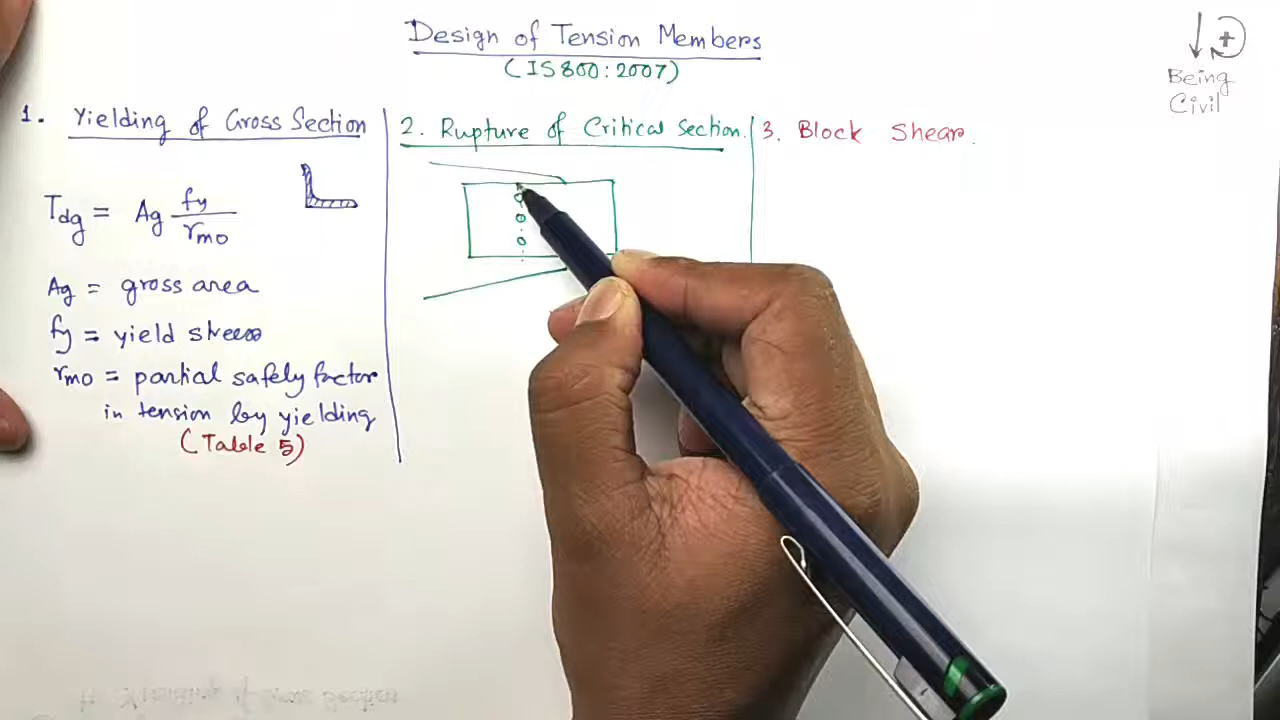 Design of Tension Members
(IS800:2007)
Being
Civil
1. Yielding of Gross Section
Tdg = Ag fy
rmo
Ag = gross area
fy = yield stress
rmo = partial safety factor
in tension by yielding
(Table 5)
2. Rupture of Critical Section.
3. Block Shear.